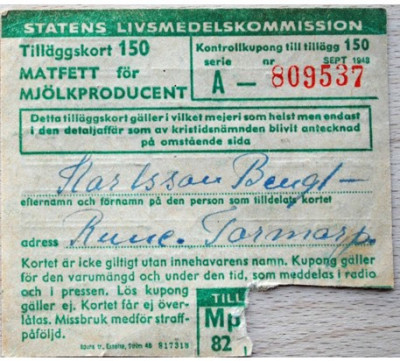 STATENS LIVSMEDELSKOMMISSION
Tilläggskort 150
MATFETT för
MJÖLKPRODUCENT
Kontrollkupong till tillägg 150
serie nr SEPT 1948
A — 809537
Detta tilläggskort gäller i vilket mejeri som helst men endast
i den detaljaffär som av kristidsnämnden blivit antecknad
på omstående sida
Karlsson Bengt
efternamn och förnamn på den person som tilldelats kortet
adress Rune. Tormarp.
Kortet är icke giltigt utan innehavarens namn. Kupong gäller
för den varumängd och under den tid, som meddelas i radio
och i pressen. Lös kupong
gäller ej. Kortet får ej över-
låtas. Missbruk medför straff-
påföljd.
TILL
Mp
82
817318